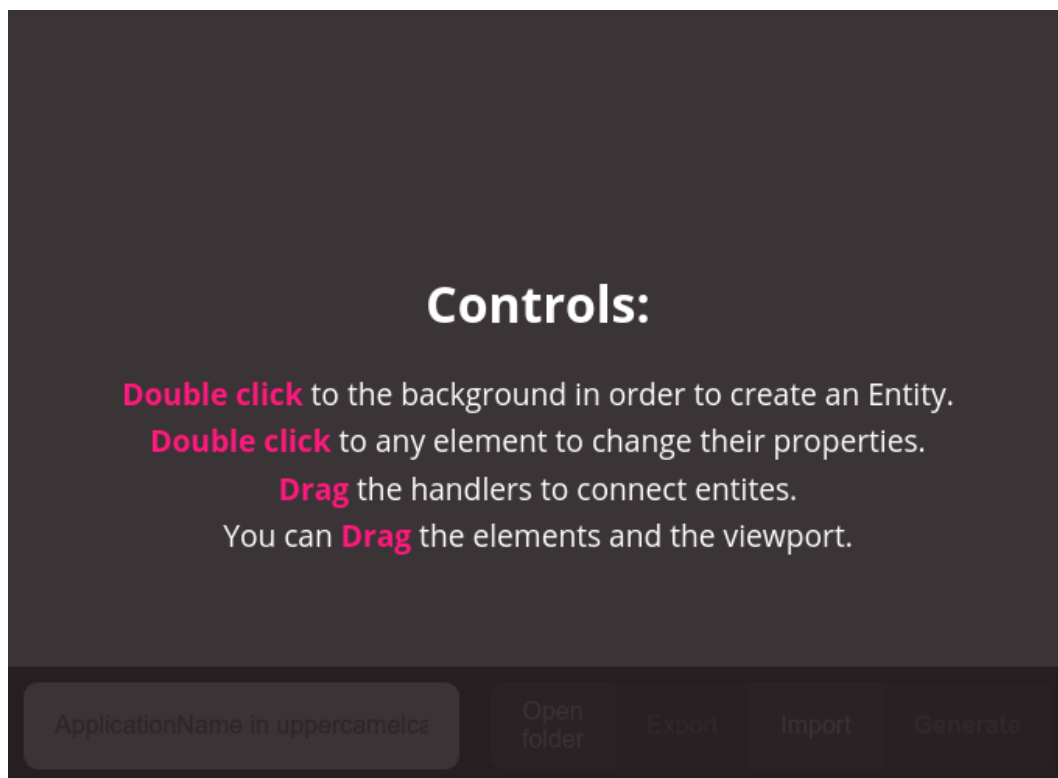 Controls:
Double click to the background in order to create an Entity.
Double click to any element to change their properties.
Drag the handlers to connect entites.
You can Drag the elements and the viewport.
ApplicationName in uppercamelca
Open
folder
Export
Import
Generate